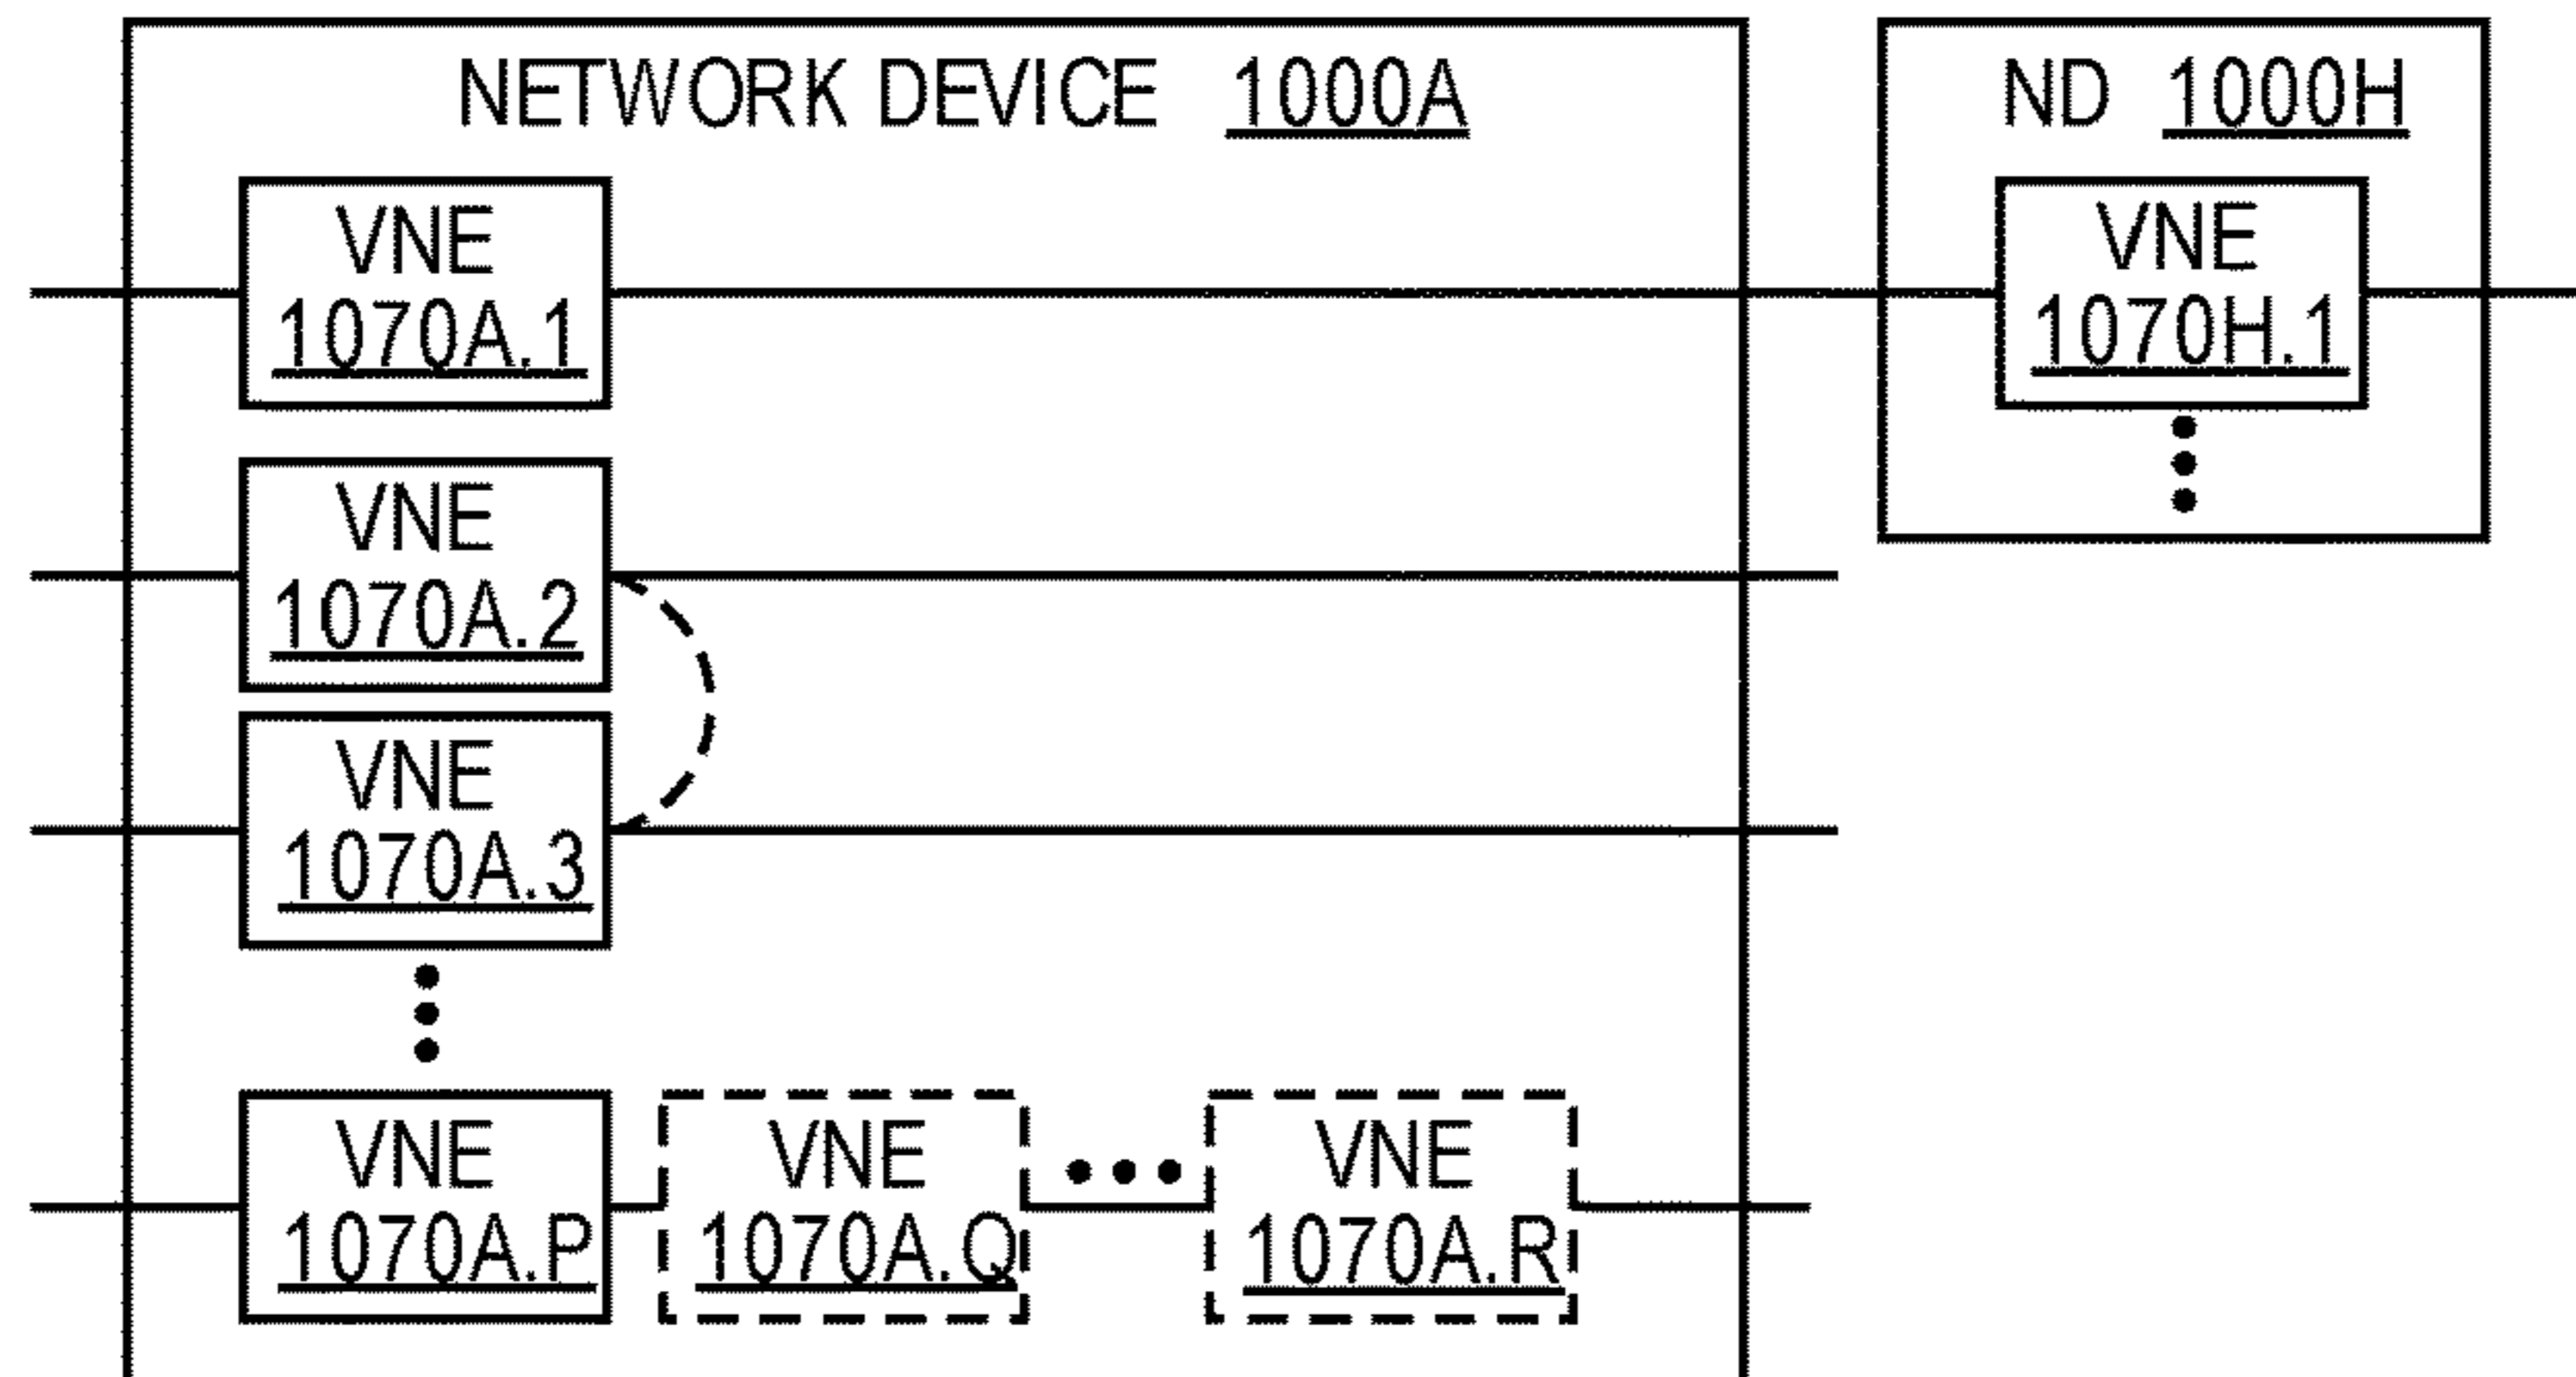 NETWORK DEVICE 1000A
ND 1000H
VNE
1070A.1
VNE
1070H.1
VNE
1070A.2
VNE
1070A.3
VNE
1070A.P
VNE
1070A.Q
VNE
1070A.R